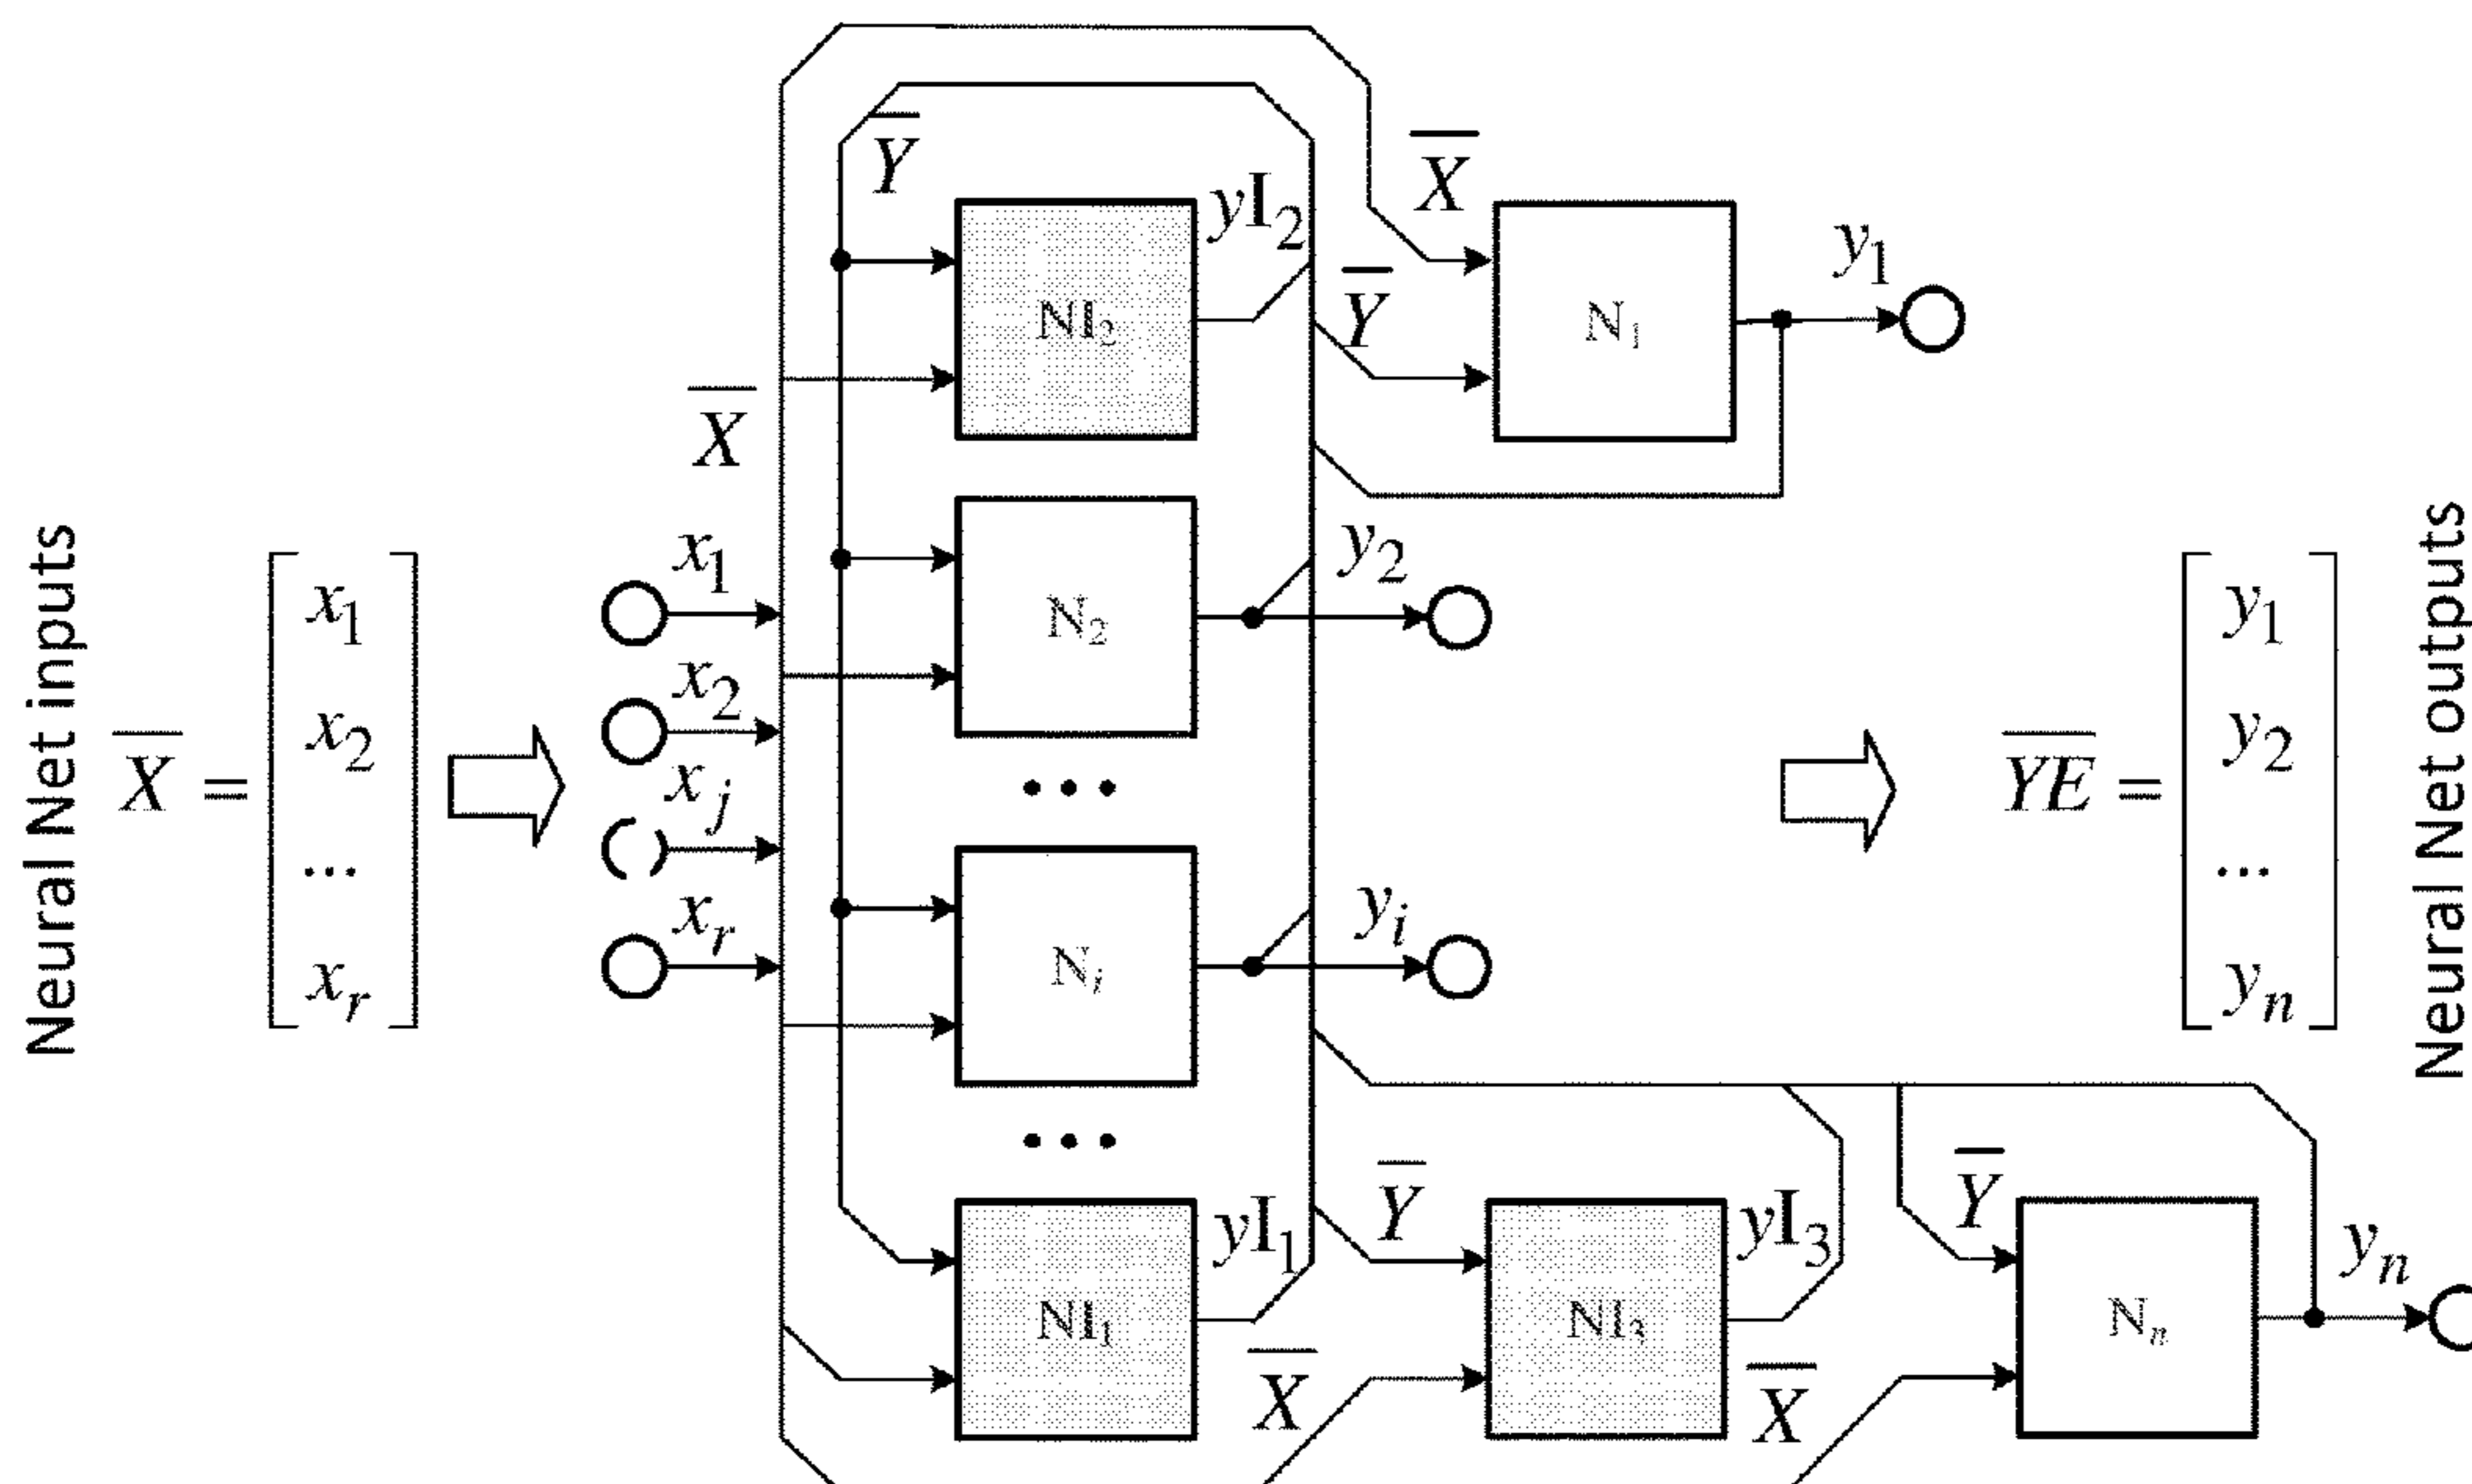 Neural Net inputs
X̅ = [x₁ x₂ ... xᵣ]
x₁
x₂
xⱼ
xᵣ
X̅
Y̅
NI₂
yI₂
X̅
Y̅
N₁
y₁
N₂
y₂
...
Nᵢ
yᵢ
...
NI₁
yI₁
Y̅
X̅
NI₃
yI₃
Y̅
X̅
Nₙ
yₙ
Y̅E̅ = [y₁ y₂ ... yₙ]
Neural Net outputs